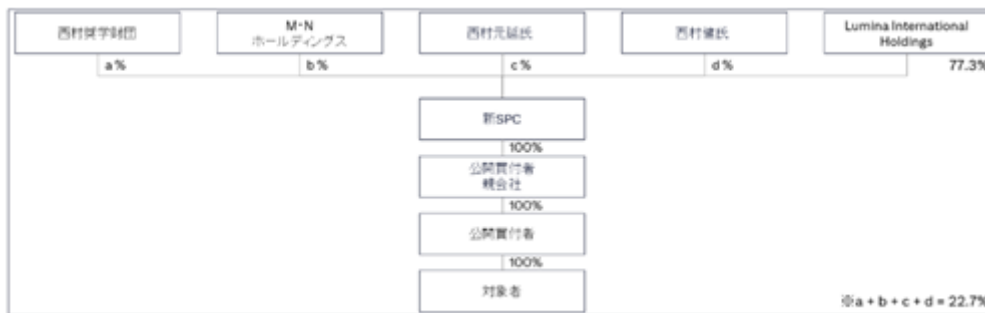 西村奨学財団
M・N
ホールディングス
西村元延氏
西村健氏
Lumina International
Holdings
a%
b%
c%
d%
77.3%
新SPC
100%
公開買付者
親会社
100%
公開買付者
100%
対象者
※a + b + c + d = 22.7%